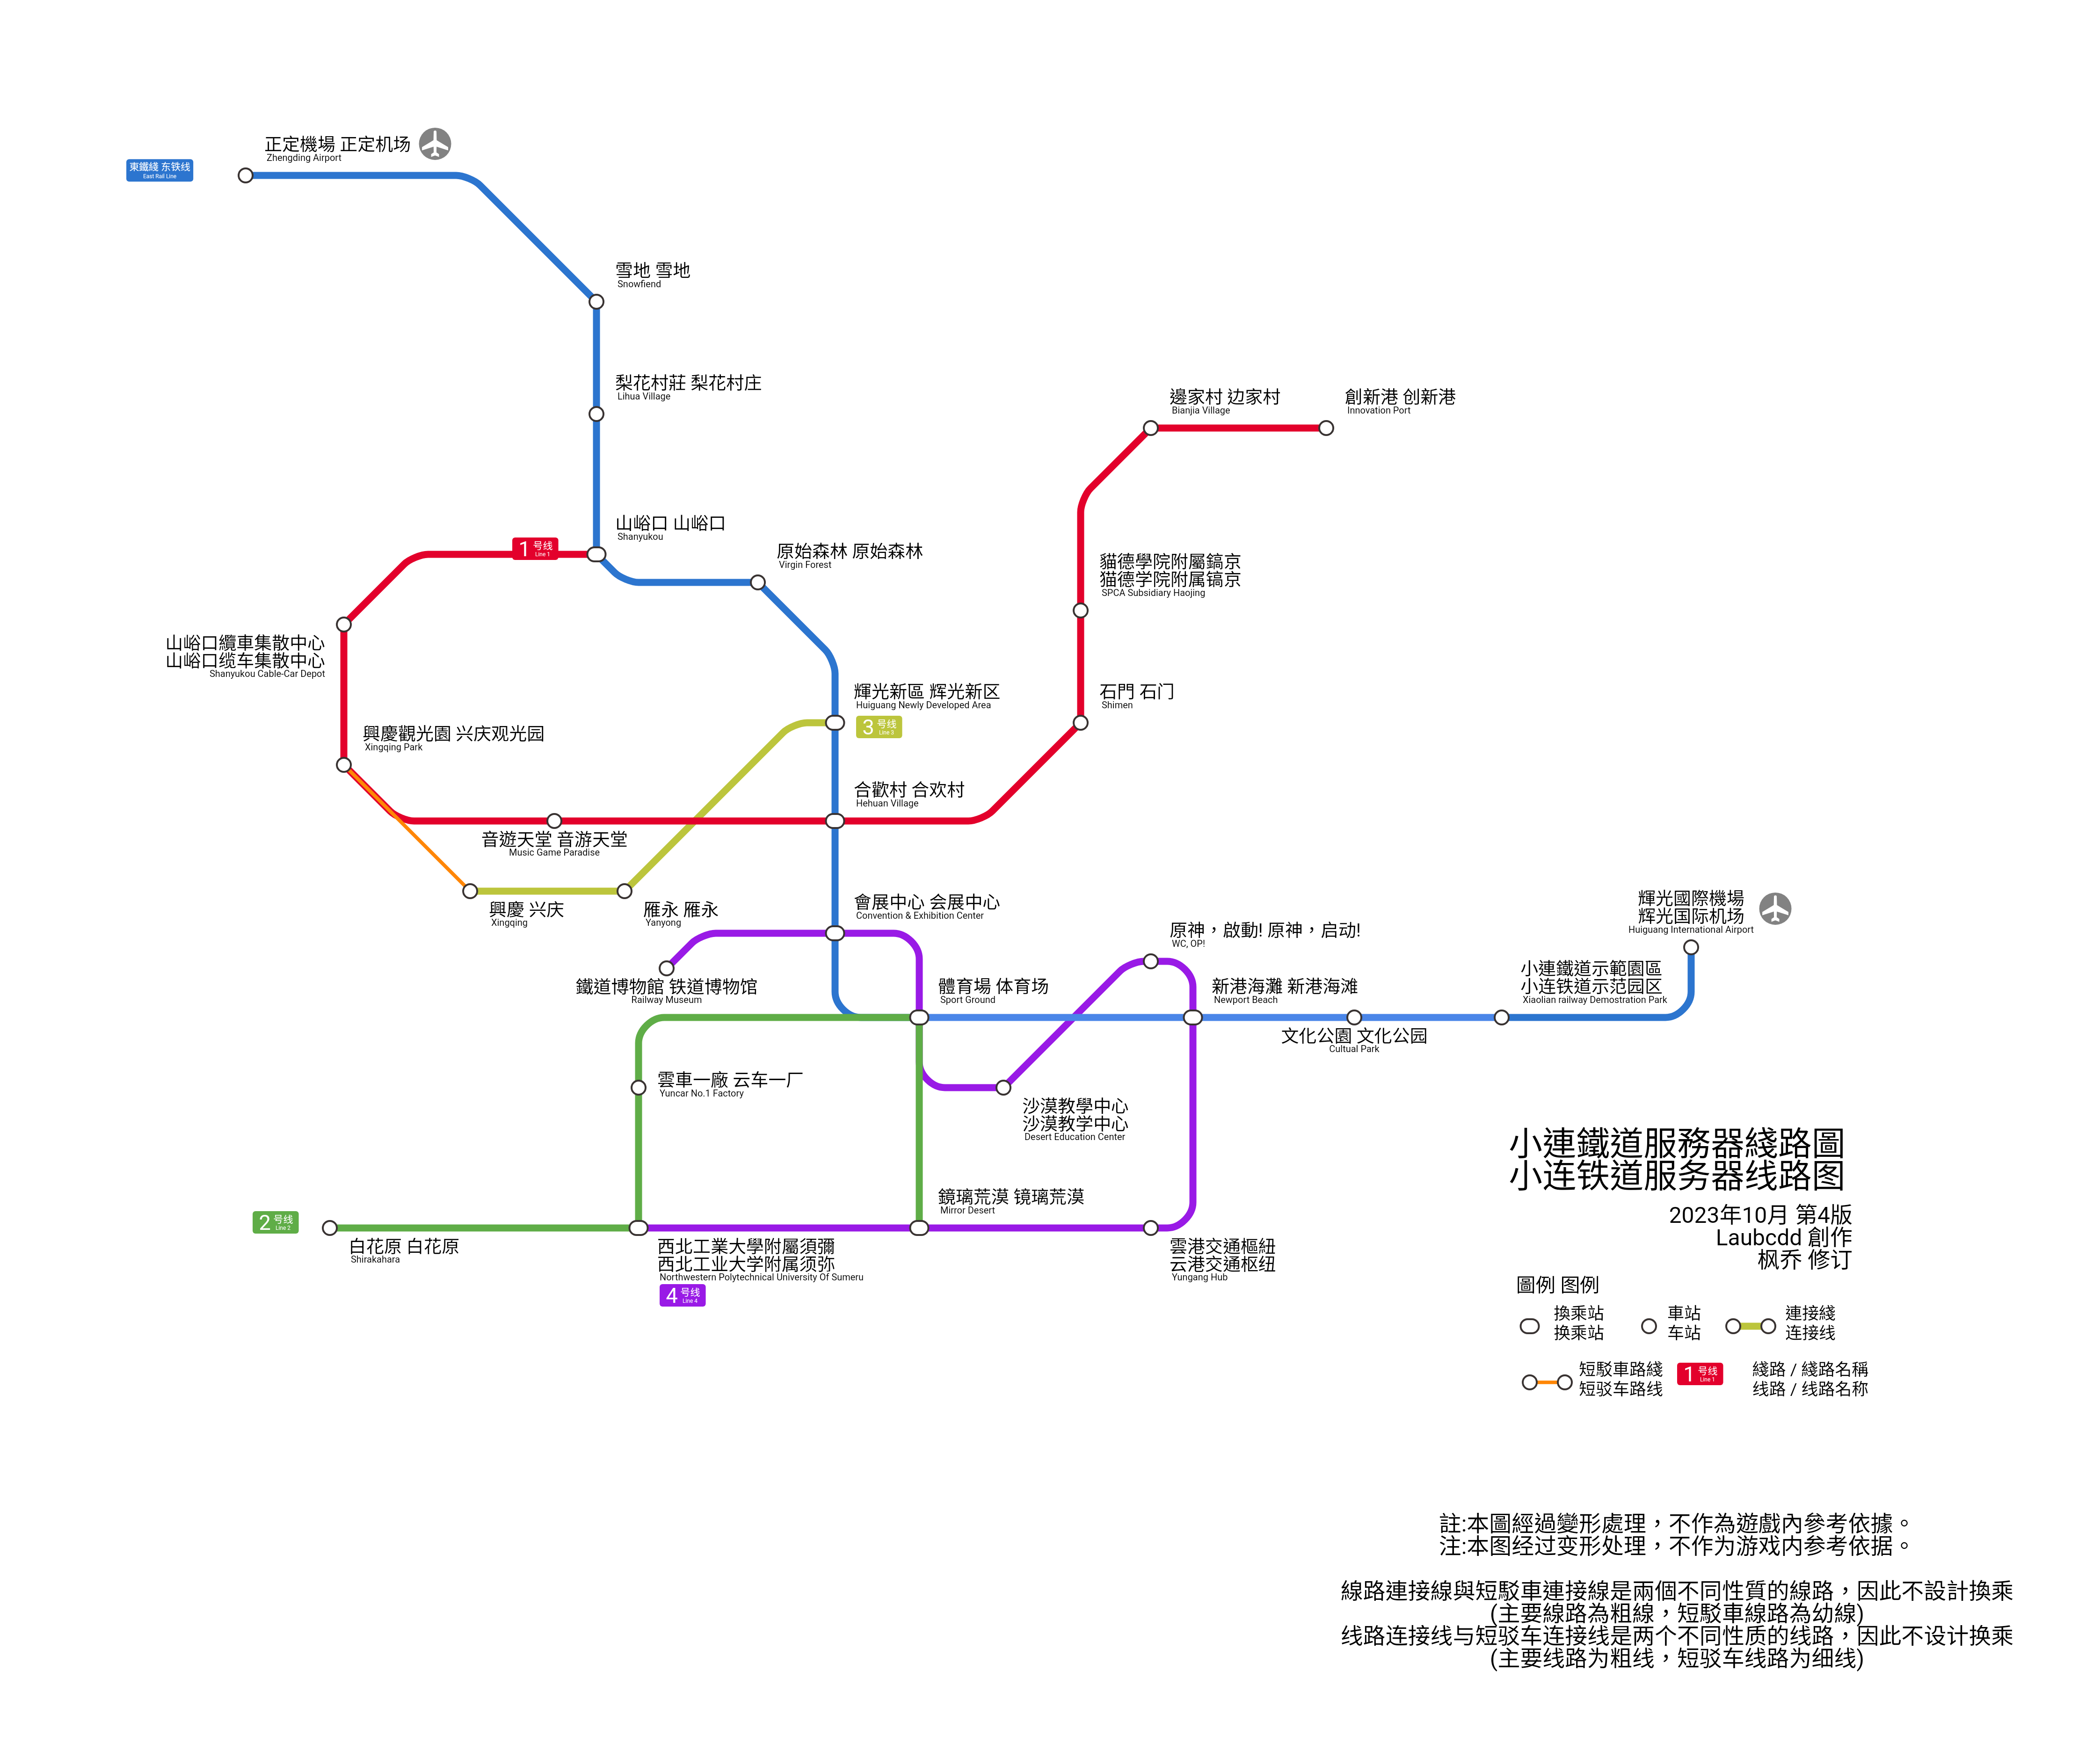 正定機場 正定机场
Zhengding Airport
東鐵綫 东铁线
East Rail Line
雪地 雪地
Snowfiend
梨花村莊 梨花村庄
Lihua Village
邊家村 边家村
Bianjia Village
創新港 创新港
Innovation Port
山峪口 山峪口
Shanyukou
1 号线
Line 1
原始森林 原始森林
Virgin Forest
貓德學院附屬鎬京
猫德学院附属镐京
SPCA Subsidiary Haojing
山峪口纜車集散中心
山峪口缆车集散中心
Shanyukou Cable-Car Depot
輝光新區 辉光新区
Huiguang Newly Developed Area
3 号线
Line 3
石門 石门
Shimen
興慶觀光園 兴庆观光园
Xingqing Park
合歡村 合欢村
Hehuan Village
音遊天堂 音游天堂
Music Game Paradise
興慶 兴庆
Xingqing
雁永 雁永
Yanyong
會展中心 会展中心
Convention & Exhibition Center
輝光國際機場
辉光国际机场
Huiguang International Airport
原神，啟動! 原神，启动!
WC, OP!
鐵道博物館 铁道博物馆
Railway Museum
體育場 体育场
Sport Ground
新港海灘 新港海滩
Newport Beach
小連鐵道示範園區
小连铁道示范园区
Xiaolian railway Demostration Park
文化公園 文化公园
Cultual Park
雲車一廠 云车一厂
Yuncar No.1 Factory
沙漠教學中心
沙漠教学中心
Desert Education Center
鏡璃荒漠 镜璃荒漠
Mirror Desert
2 号线
Line 2
白花原 白花原
Shirakahara
西北工業大學附屬須彌
西北工业大学附属须弥
Northwestern Polytechnical University Of Sumeru
4 号线
Line 4
雲港交通樞紐
云港交通枢纽
Yungang Hub
小連鐵道服務器綫路圖
小连铁道服务器线路图
2023年10月 第4版
Laubcdd 創作
枫乔 修订
圖例 图例
換乘站
换乘站
車站
车站
連接綫
连接线
短駁車路綫
短驳车路线
1 号线
Line 1
綫路 / 綫路名稱
线路 / 线路名称
註:本圖經過變形處理，不作為遊戲內參考依據。
注:本图经过变形处理，不作为游戏内参考依据。
線路連接線與短駁車連接線是兩個不同性質的線路，因此不設計換乘
(主要線路為粗線，短駁車線路為幼線)
线路连接线与短驳车连接线是两个不同性质的线路，因此不设计换乘
(主要线路为粗线，短驳车线路为细线)